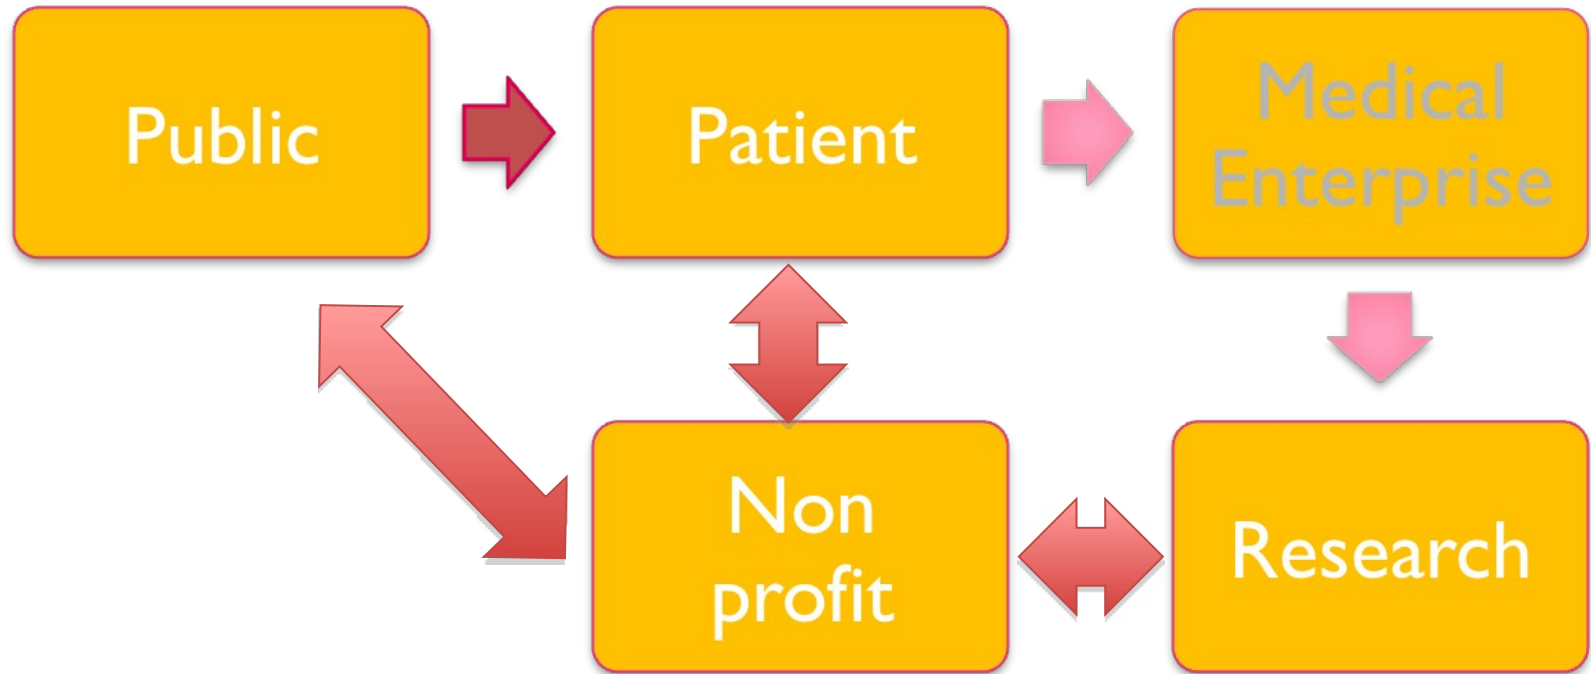 Public
Patient
Medical
Enterprise
Non
profit
Research